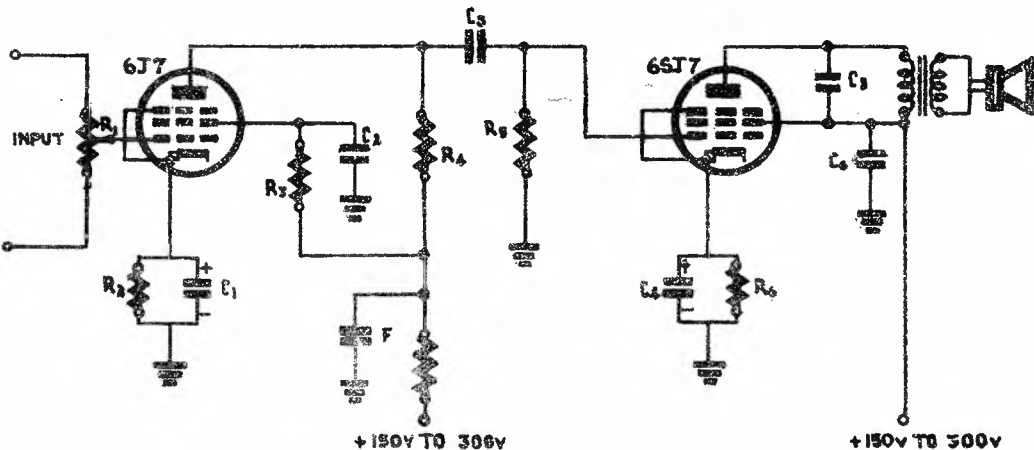 C3
6J7
6SJ7
C3
R1
INPUT
C2
R4
R5
R3
C5
R2
+
C1
−
C4
+
−
R6
F
+150V TO 300V
+150V TO 300V